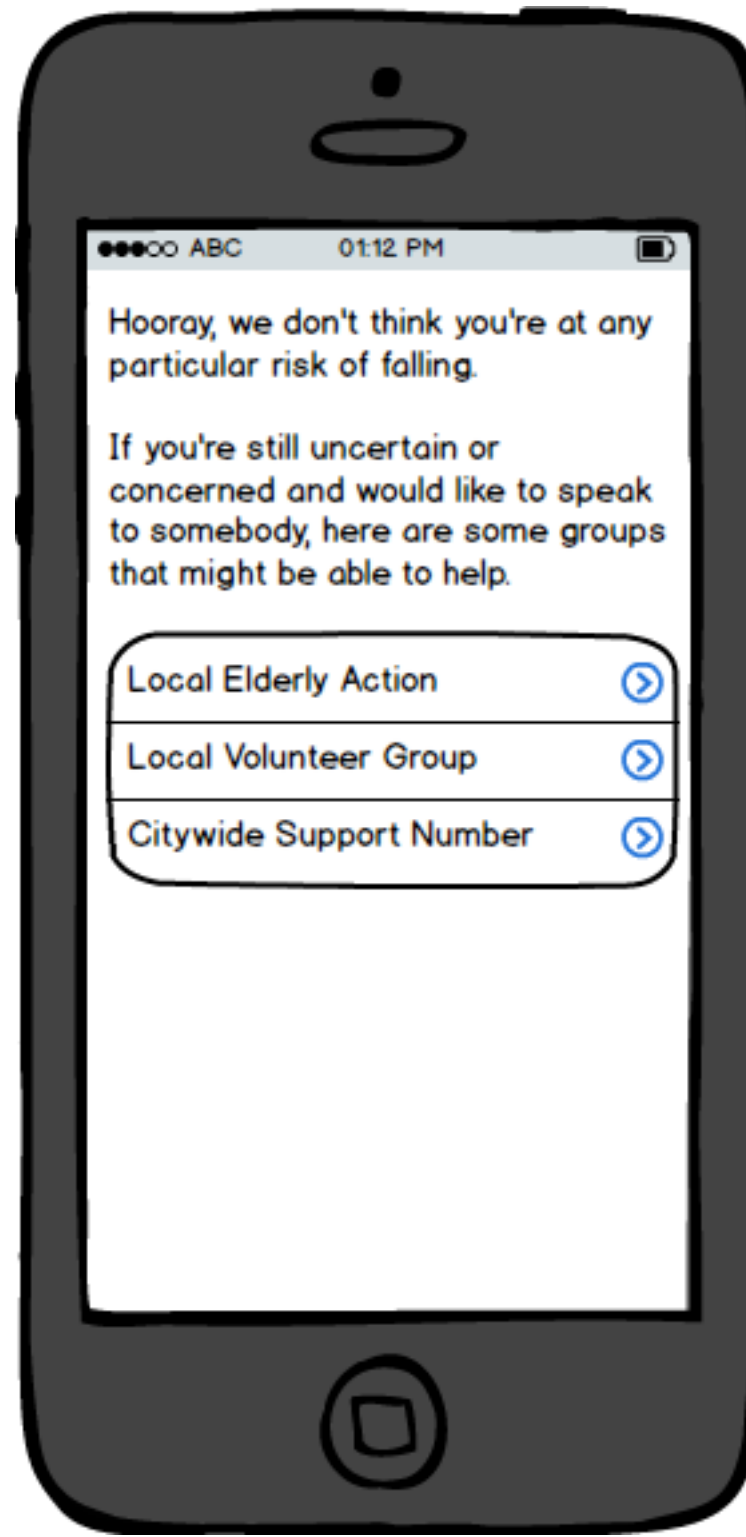 ABC 01:12 PM
Hooray, we don't think you're at any
particular risk of falling.
If you're still uncertain or
concerned and would like to speak
to somebody, here are some groups
that might be able to help.
Local Elderly Action
Local Volunteer Group
Citywide Support Number